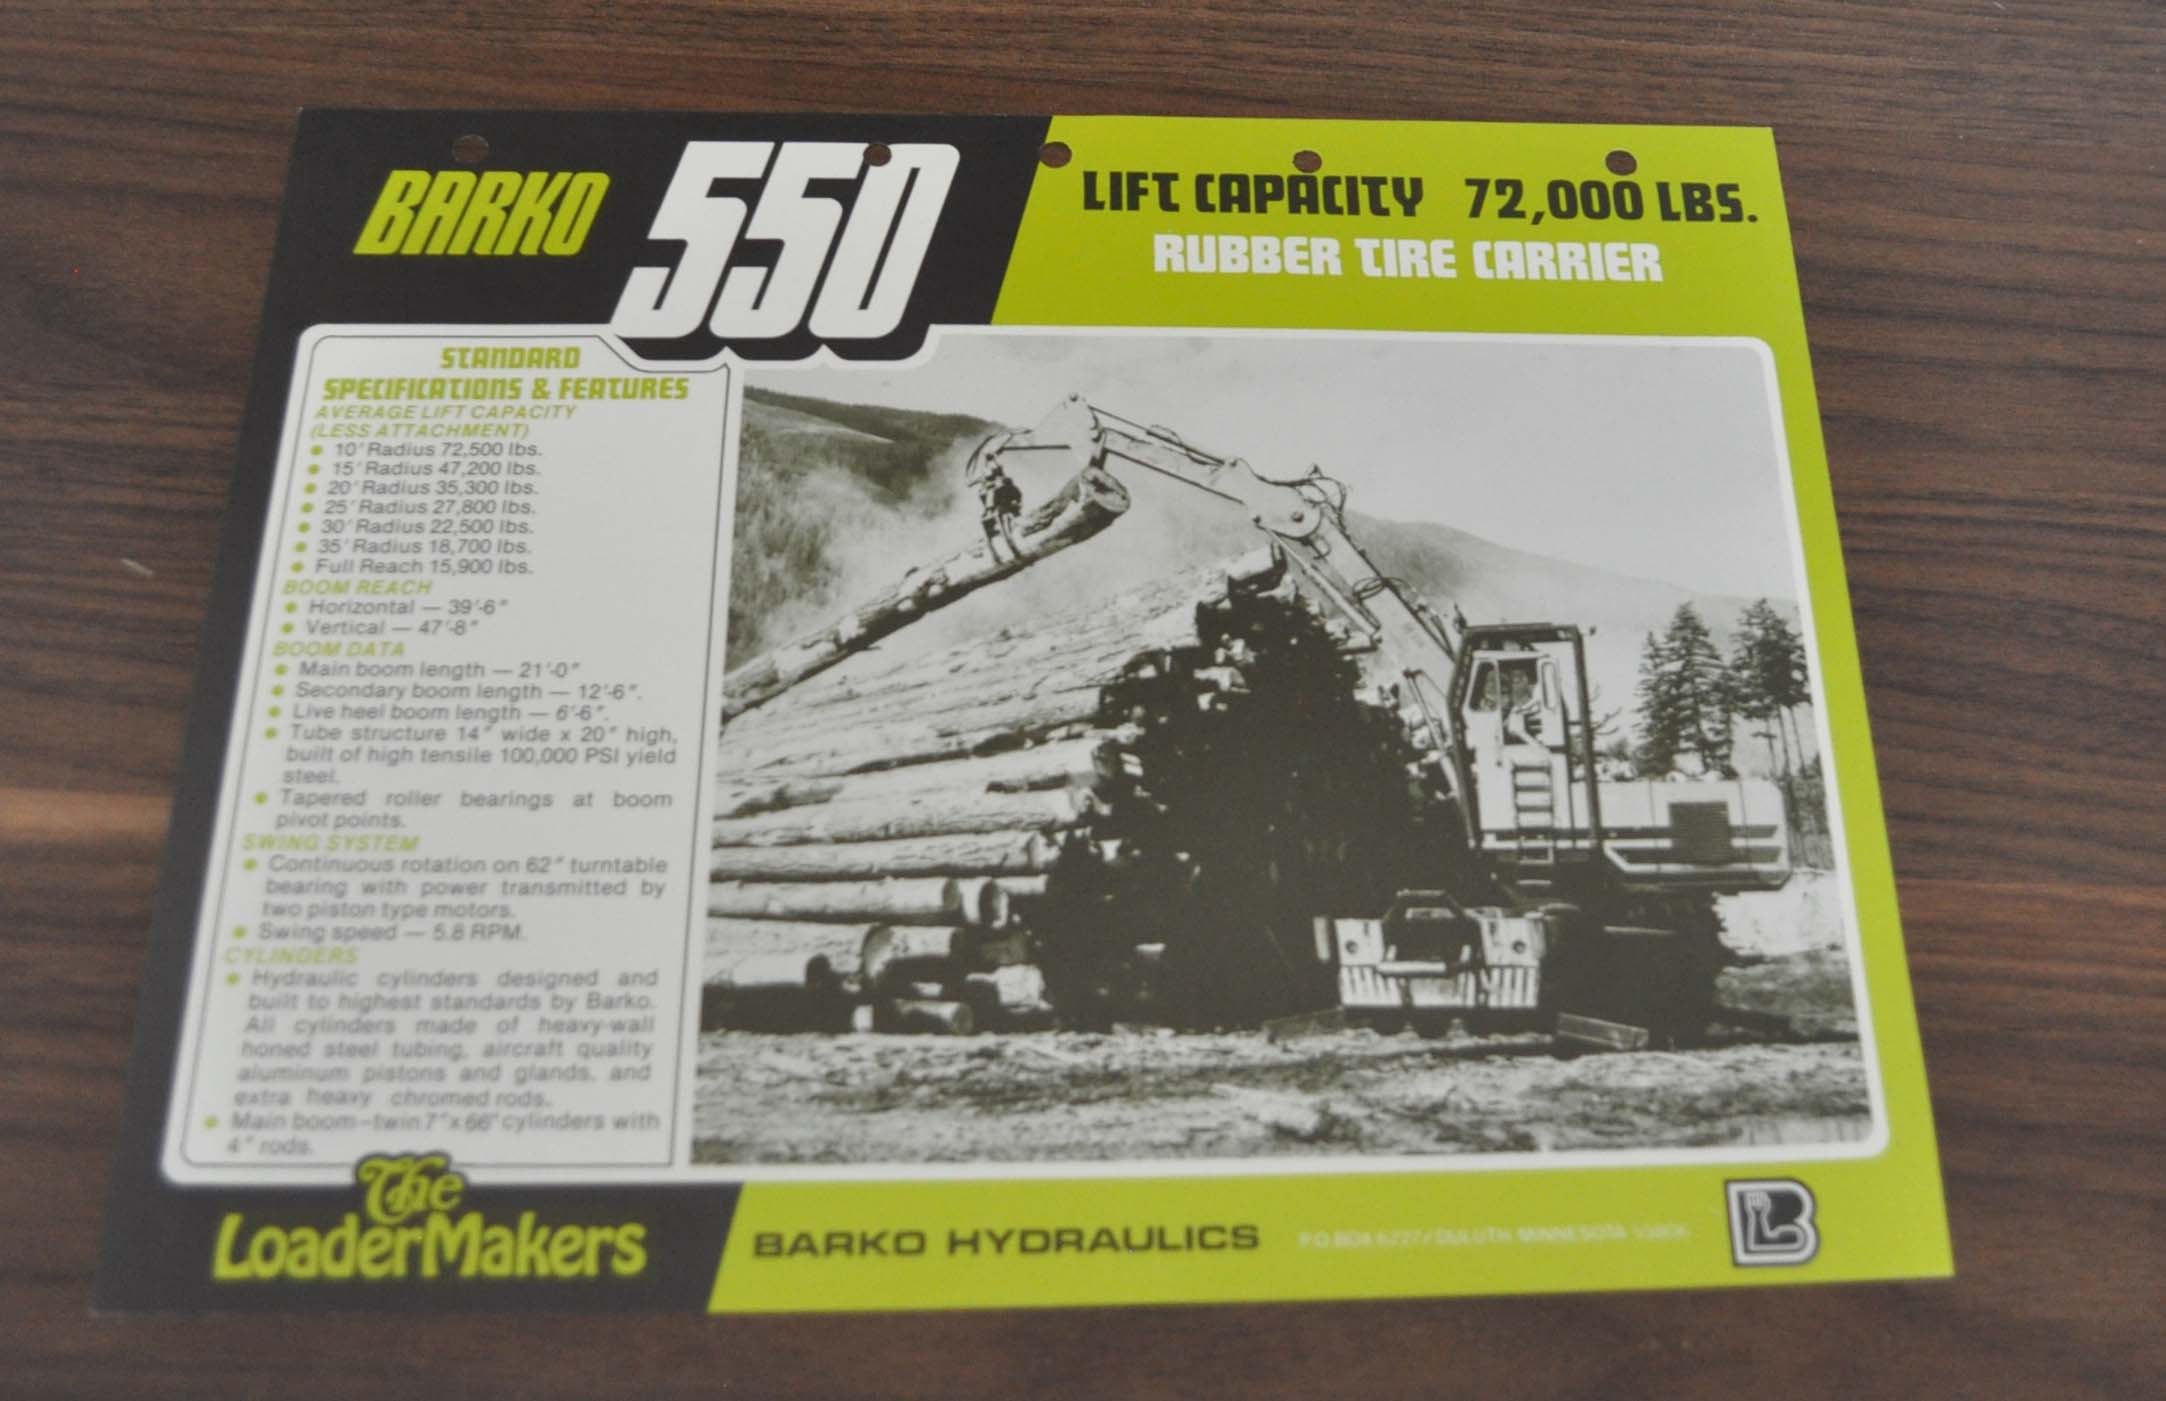 BARKO 550
LIFT CAPACITY 72,000 LBS.
RUBBER TIRE CARRIER
STANDARD
SPECIFICATIONS & FEATURES
AVERAGE LIFT CAPACITY
(LESS ATTACHMENT)
• 10' Radius 72,500 lbs.
• 15' Radius 47,200 lbs.
• 20' Radius 35,300 lbs.
• 25' Radius 27,800 lbs.
• 30' Radius 22,500 lbs.
• 35' Radius 18,700 lbs.
• Full Reach 15,900 lbs.
BOOM REACH
• Horizontal — 39'-6"
• Vertical — 47'-8"
BOOM DATA
• Main boom length — 21'-0"
• Secondary boom length — 12'-6".
• Live heel boom length — 6'-6".
• Tube structure 14" wide x 20" high,
built of high tensile 100,000 PSI yield
steel.
• Tapered roller bearings at boom
pivot points.
SWING SYSTEM
• Continuous rotation on 62" turntable
bearing with power transmitted by
two piston type motors.
• Swing speed — 5.8 RPM.
CYLINDERS
• Hydraulic cylinders designed and
built to highest standards by Barko.
All cylinders made of heavy-wall
honed steel tubing, aircraft quality
aluminum pistons and glands, and
extra heavy chromed rods.
• Main boom—twin 7" x 66" cylinders with
4" rods.
The
LoaderMakers
BARKO HYDRAULICS
P.O. BOX 6227 / DULUTH, MINNESOTA
B